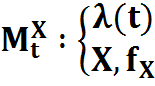 M_t^X : { λ(t)
X, f_X